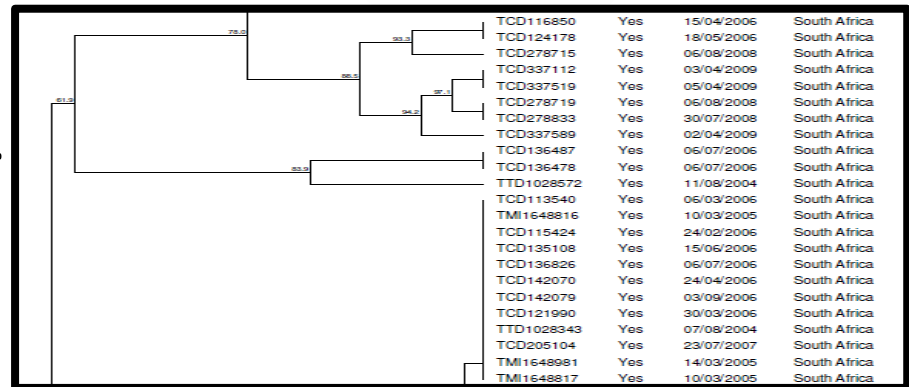 TCD116850 Yes 15/04/2006 South Africa
78.0
TCD124178 Yes 18/05/2006 South Africa
93.3
TCD278715 Yes 06/08/2008 South Africa
TCD337112 Yes 03/04/2009 South Africa
TCD337519 Yes 05/04/2009 South Africa
97.1
TCD278719 Yes 06/08/2008 South Africa
TCD278833 Yes 30/07/2008 South Africa
94.2
TCD337589 Yes 02/04/2009 South Africa
TCD136487 Yes 06/07/2006 South Africa
TCD136478 Yes 06/07/2006 South Africa
TTD1028572 Yes 11/08/2004 South Africa
TCD113540 Yes 06/03/2006 South Africa
TMI1648816 Yes 10/03/2005 South Africa
TCD115424 Yes 24/02/2006 South Africa
TCD135108 Yes 15/06/2006 South Africa
TCD136826 Yes 06/07/2006 South Africa
TCD142070 Yes 24/04/2006 South Africa
TCD142079 Yes 03/09/2006 South Africa
TCD121990 Yes 30/03/2006 South Africa
TTD1028343 Yes 07/08/2004 South Africa
TCD205104 Yes 23/07/2007 South Africa
TMI1648981 Yes 14/03/2005 South Africa
TMI1648817 Yes 10/03/2005 South Africa